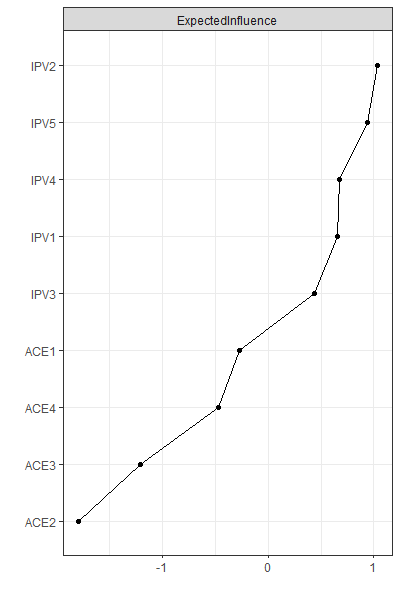 ExpectedInfluence
IPV2
IPV5
IPV4
IPV1
IPV3
ACE1
ACE4
ACE3
ACE2
-1 0 1